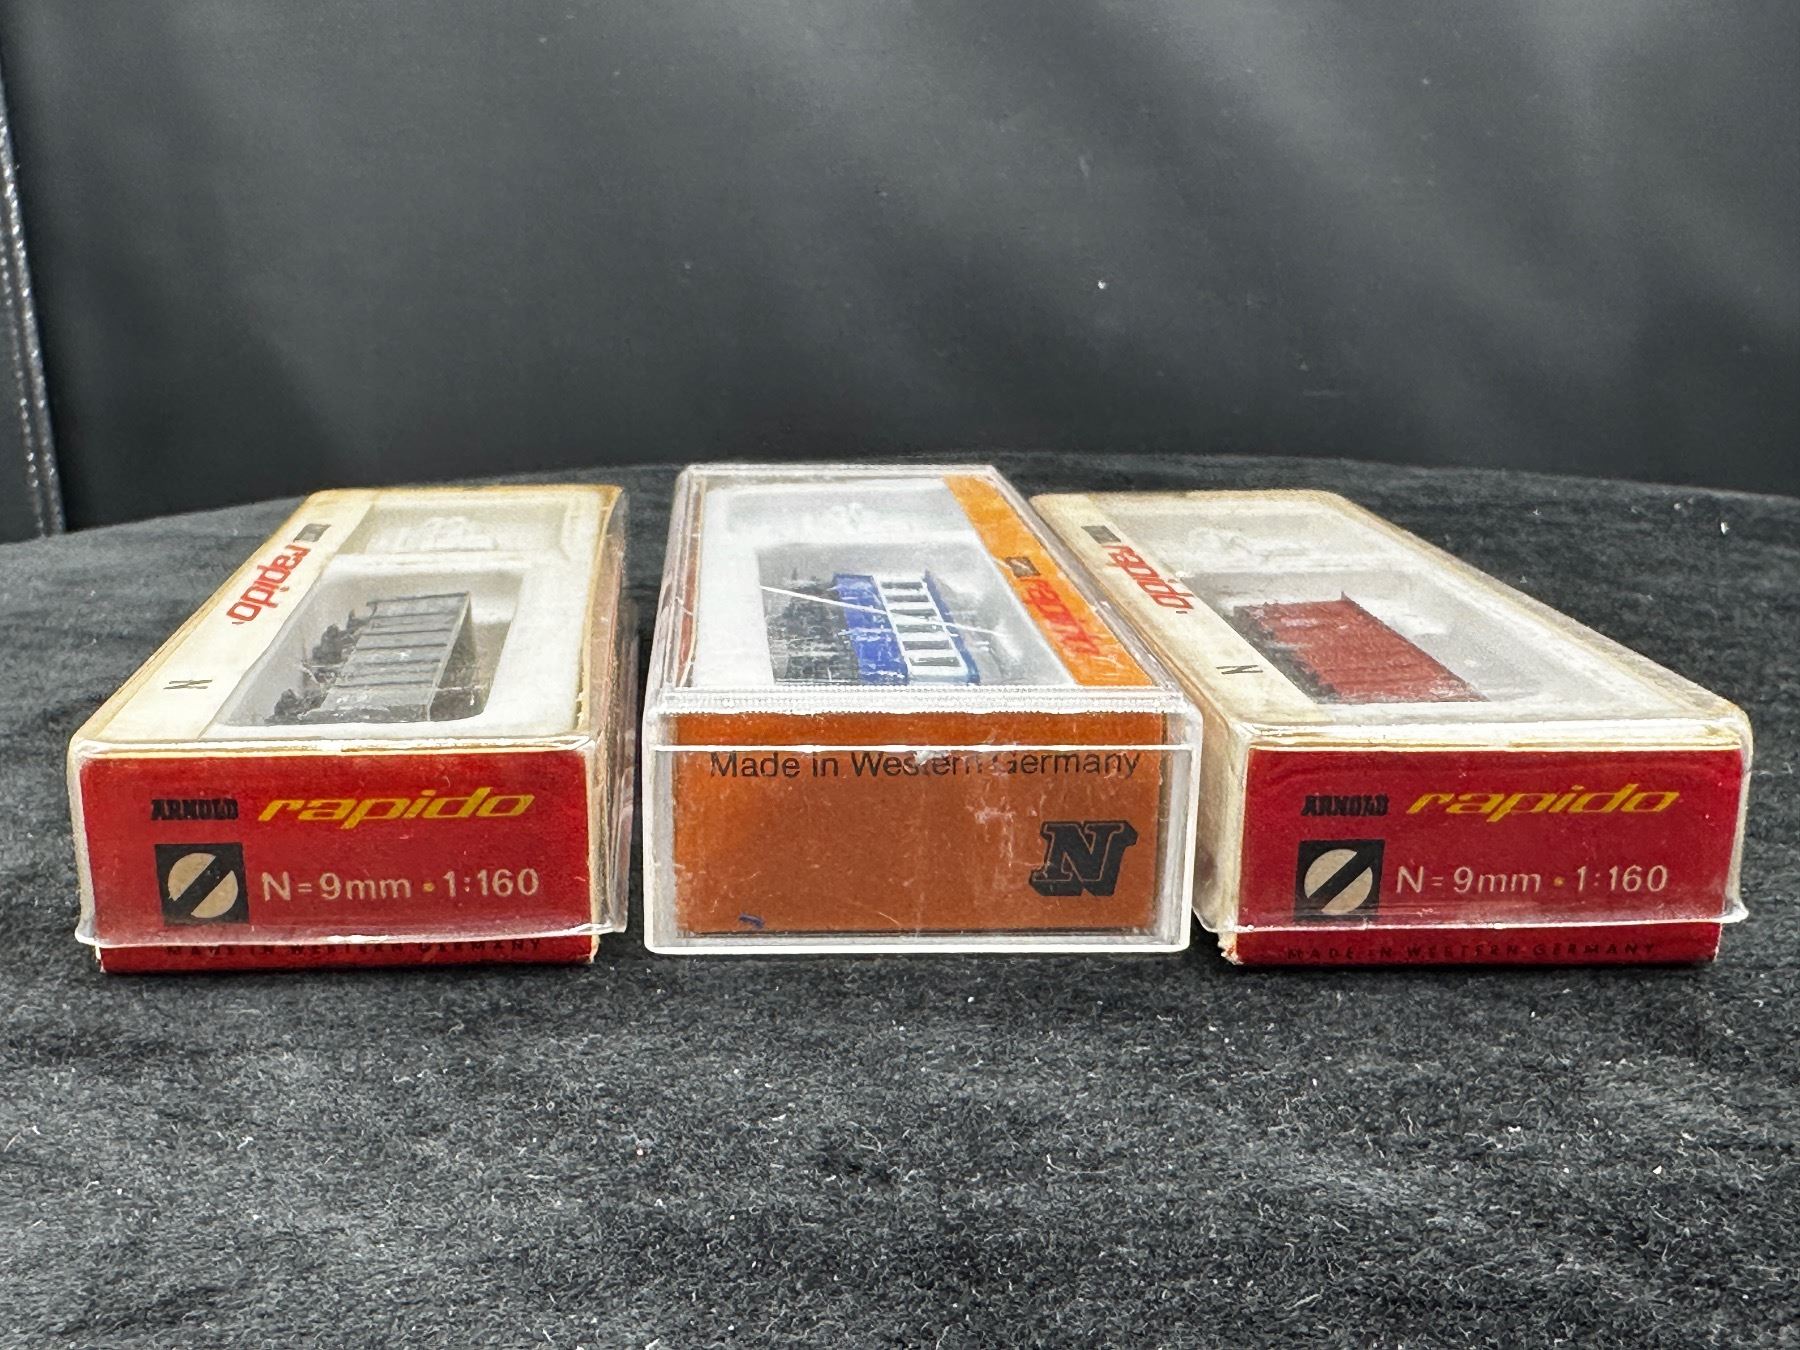 rapido
N
ARNOLD rapido
N=9mm • 1:160
MADE IN WESTERN GERMANY
rapido
Made in Western Germany
N
rapido
N
ARNOLD rapido
N=9mm • 1:160
MADE IN WESTERN GERMANY